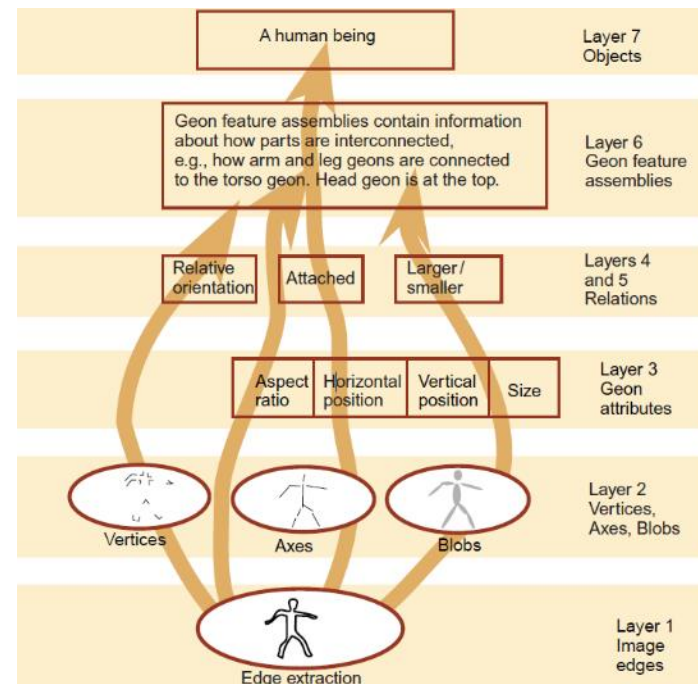 A human being
Layer 7
Objects
Geon feature assemblies contain information
about how parts are interconnected,
e.g., how arm and leg geons are connected
to the torso geon. Head geon is at the top.
Layer 6
Geon feature
assemblies
Relative
orientation
Attached
Larger/
smaller
Layers 4
and 5
Relations
Aspect
ratio
Horizontal
position
Vertical
position
Size
Layer 3
Geon
attributes
Vertices
Axes
Blobs
Layer 2
Vertices,
Axes, Blobs
Edge extraction
Layer 1
Image
edges